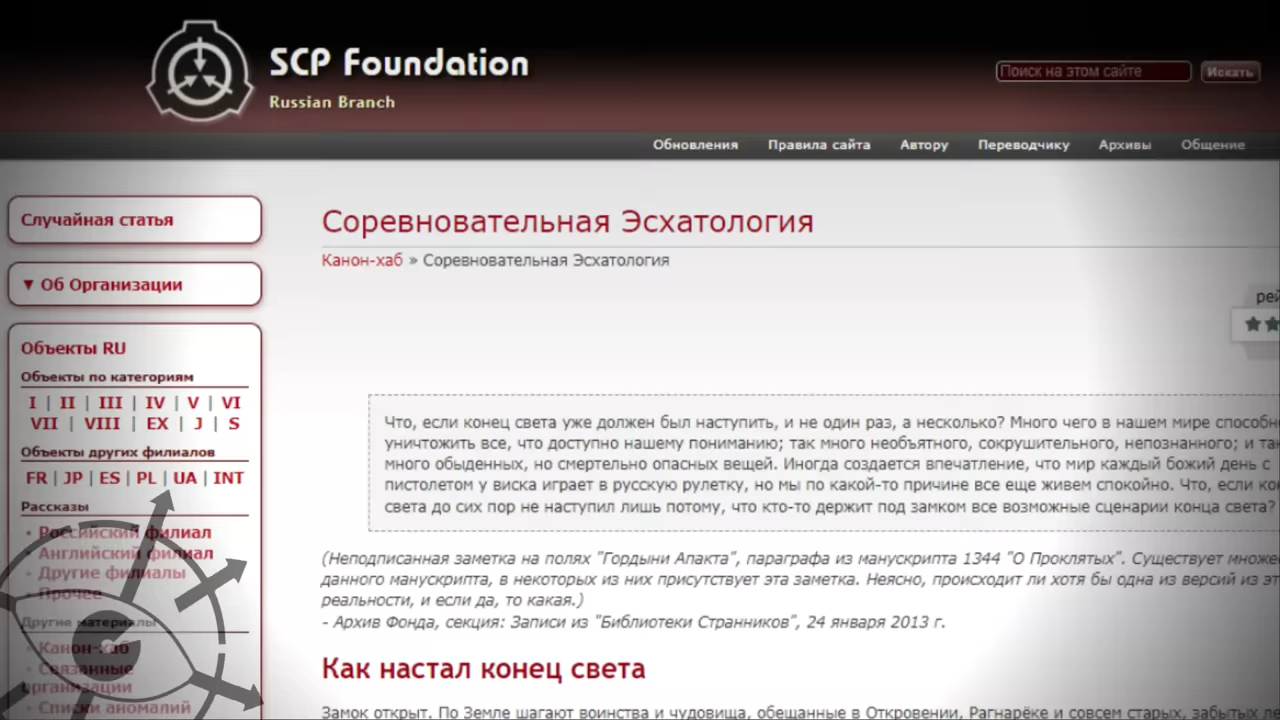 SCP Foundation
Russian Branch
Поиск на этом сайте
Искать
Обновления Правила сайта Автору Переводчику Архивы Общение
Случайная статья
▼ Об Организации
Объекты RU
Объекты по категориям
I | II | III | IV | V | VI
VII | VIII | EX | J | S
Объекты других филиалов
FR | JP | ES | PL | UA | INT
Рассказы
Российский филиал
Английский филиал
Другие филиалы
Прочее
Другие материалы
Канон-хаб
Связанные
организации
Списки аномалий
Соревновательная Эсхатология
Канон-хаб » Соревновательная Эсхатология
рей
Что, если конец света уже должен был наступить, и не один раз, а несколько? Много чего в нашем мире способн
уничтожить все, что доступно нашему пониманию; так много необъятного, сокрушительного, непознанного; и та
много обыденных, но смертельно опасных вещей. Иногда создается впечатление, что мир каждый божий день с
пистолетом у виска играет в русскую рулетку, но мы по какой-то причине все еще живем спокойно. Что, если ко
света до сих пор не наступил лишь потому, что кто-то держит под замком все возможные сценарии конца света?
(Неподписанная заметка на полях "Гордыни Апакта", параграфа из манускрипта 1344 "О Проклятых". Существует множе
данного манускрипта, в некоторых из них присутствует эта заметка. Неясно, происходит ли хотя бы одна из версий из эт
реальности, и если да, то какая.)
- Архив Фонда, секция: Записи из "Библиотеки Странников", 24 января 2013 г.
Как настал конец света
Замок открыт. По Земле шагают воинства и чудовища, обещанные в Откровении, Рагнарёке и совсем старых, забытых ле